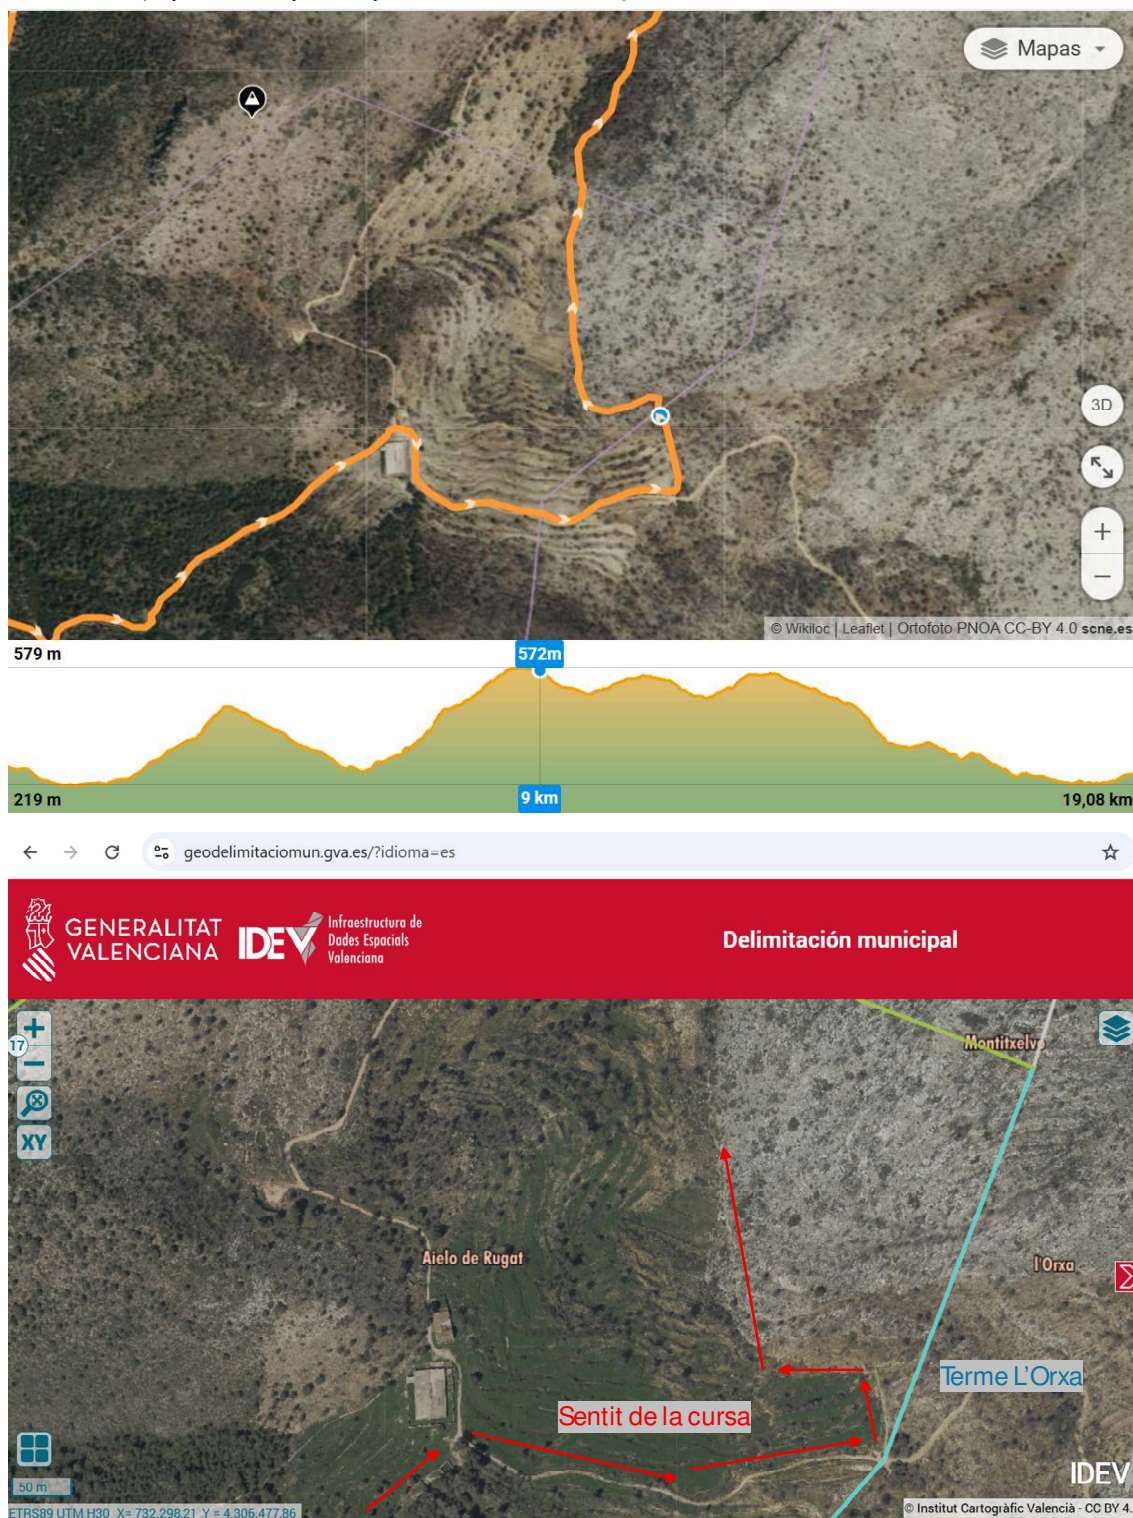 Mapas
3D
+
−
© Wikiloc | Leaflet | Ortofoto PNOA CC-BY 4.0 scne.es
579 m
572m
219 m
9 km
19,08 km
geodelimitaciomun.gva.es/?idioma=es
GENERALITAT
VALENCIANA
IDEV
Infraestructura de
Dades Espacials
Valenciana
Delimitación municipal
+
17
−
XY
Montitxelvo
Aielo de Rugat
l'Orxa
Terme L'Orxa
Sentit de la cursa
IDEV
50 m
ETRS89 UTM H30 X= 732.298,21 Y = 4.306.477,86
© Institut Cartogràfic Valencià - CC BY 4.